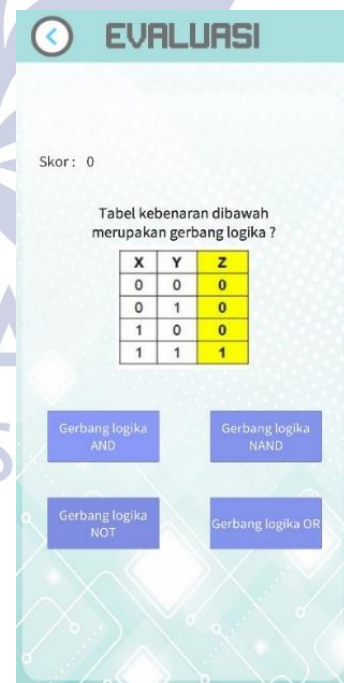 EVALUASI
Skor: 0
Tabel kebenaran dibawah
merupakan gerbang logika ?
X Y Z
0 0 0
0 1 0
1 0 0
1 1 1
Gerbang logika
AND
Gerbang logika
NAND
Gerbang logika
NOT
Gerbang logika OR